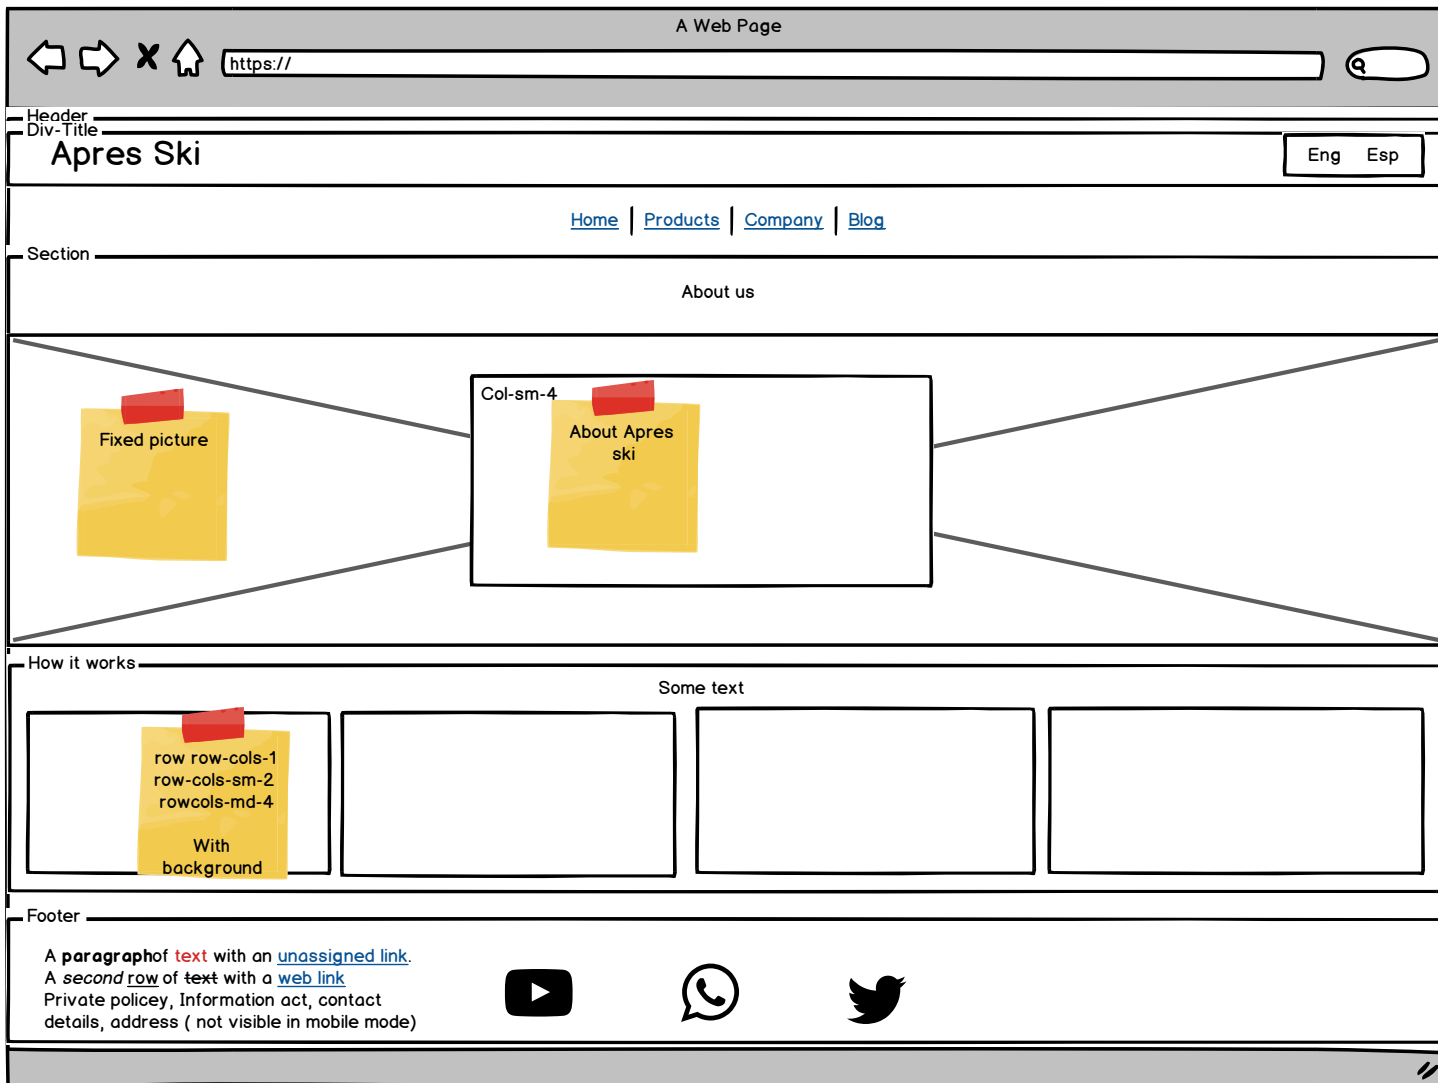 A Web Page
https://
Header
Div-Title
Apres Ski
Eng Esp
Home Products Company Blog
Section
About us
Fixed picture
Col-sm-4
About Apres
ski
How it works
Some text
row row-cols-1
row-cols-sm-2
rowcols-md-4
With
background
Footer
A paragraphof text with an unassigned link.
A second row of text with a web link
Private policey, Information act, contact
details, address ( not visible in mobile mode)